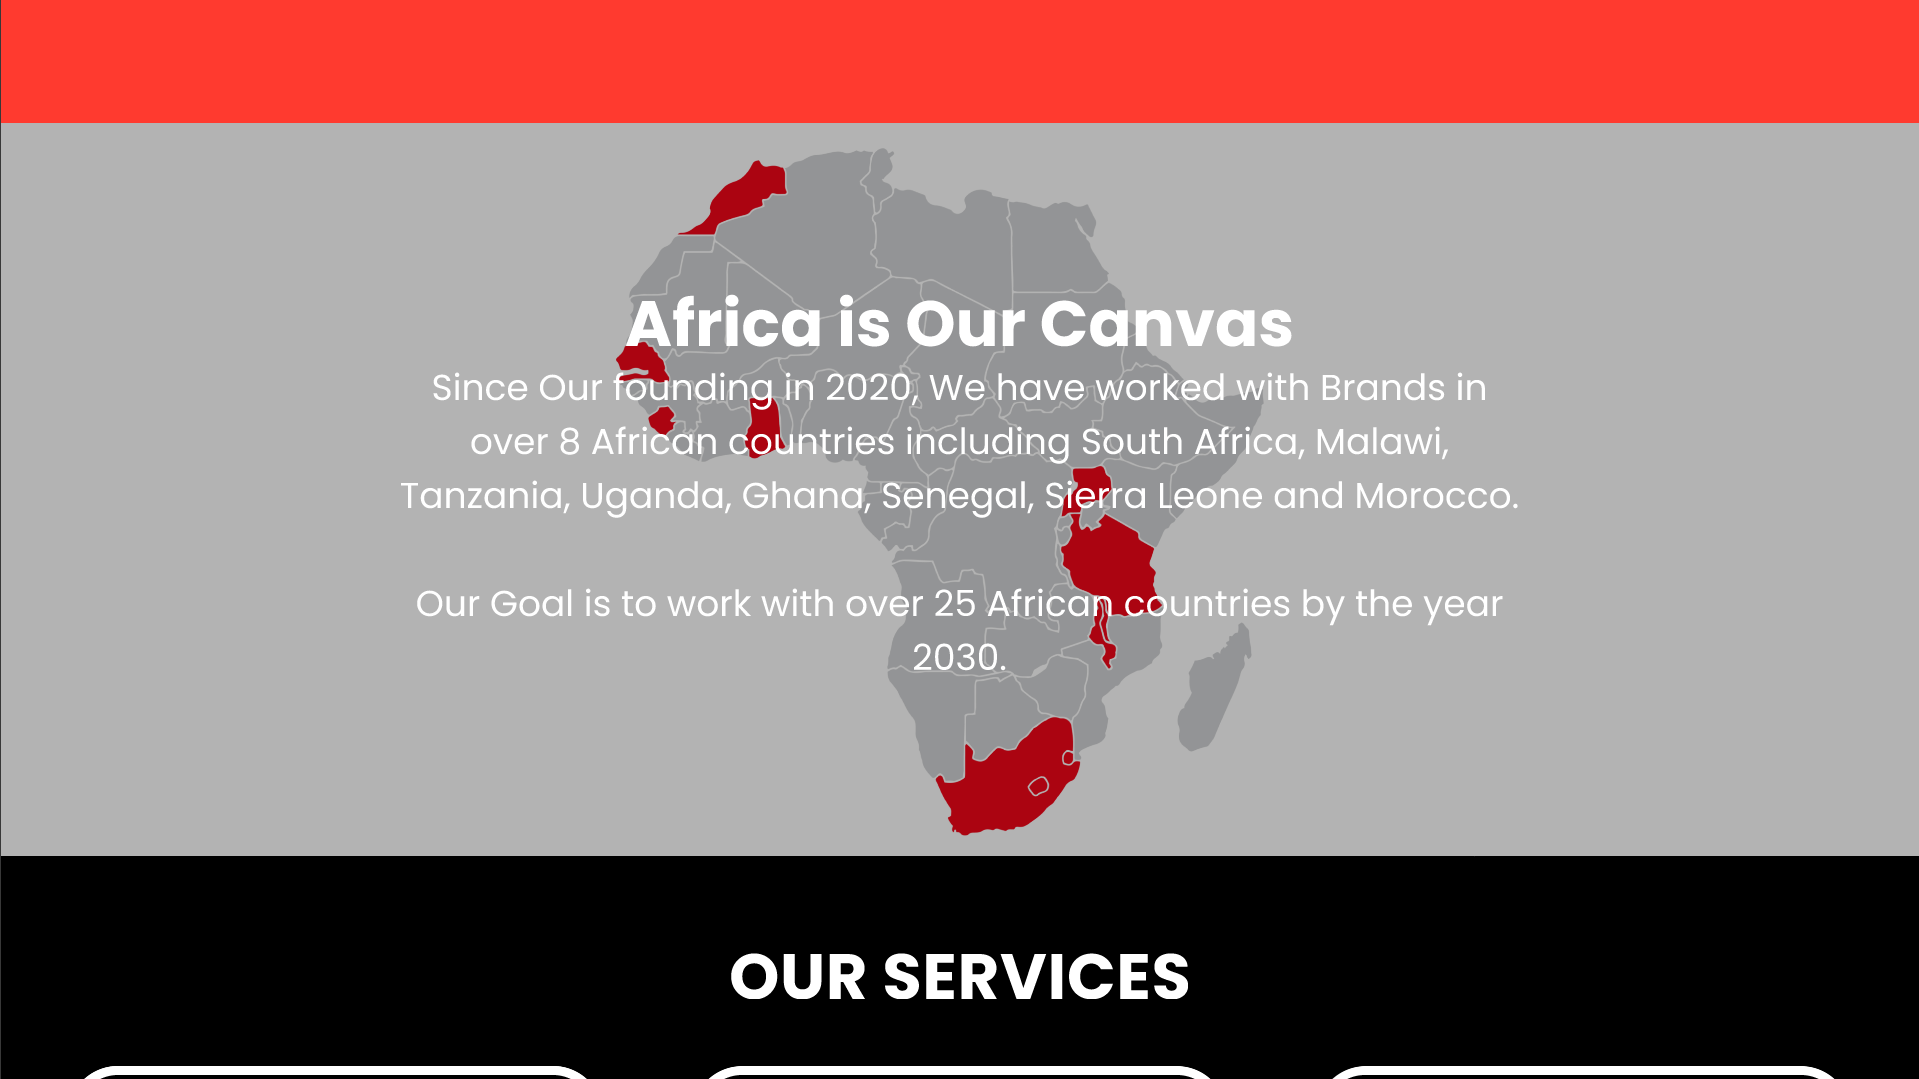 Africa is Our Canvas
Since Our founding in 2020, We have worked with Brands in
over 8 African countries including South Africa, Malawi,
Tanzania, Uganda, Ghana, Senegal, Sierra Leone and Morocco.
Our Goal is to work with over 25 African countries by the year
2030.
OUR SERVICES